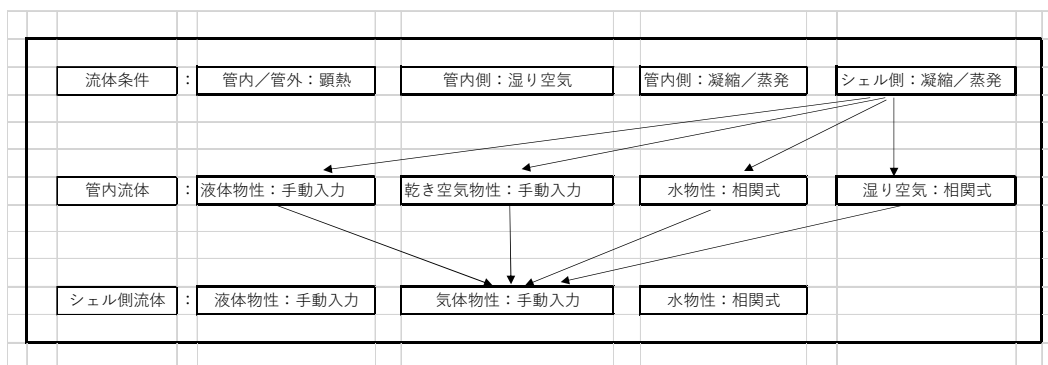 流体条件 : 管内／管外：顕熱 管内側：湿り空気 管内側：凝縮／蒸発 シェル側：凝縮／蒸発
管内流体 : 液体物性：手動入力 乾き空気物性：手動入力 水物性：相関式 湿り空気：相関式
シェル側流体 : 液体物性：手動入力 気体物性：手動入力 水物性：相関式